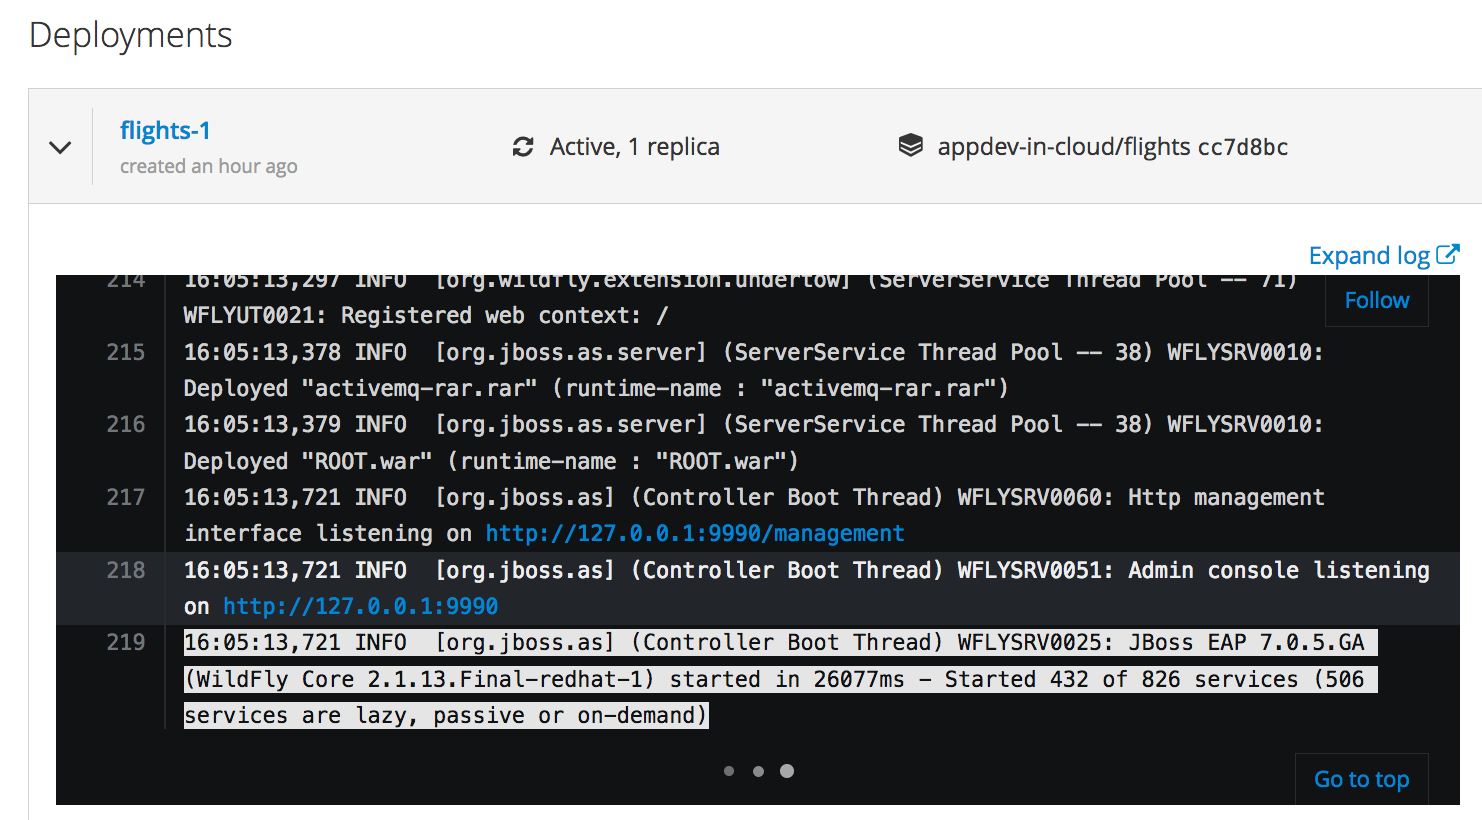 Deployments
flights-1
created an hour ago
Active, 1 replica
appdev-in-cloud/flights cc7d8bc
Expand log
214 16:05:13,297 INFO  [org.wildfly.extension.undertow] (ServerService Thread Pool -- 71)
Follow
WFLYUT0021: Registered web context: /
215 16:05:13,378 INFO  [org.jboss.as.server] (ServerService Thread Pool -- 38) WFLYSRV0010:
Deployed "activemq-rar.rar" (runtime-name : "activemq-rar.rar")
216 16:05:13,379 INFO  [org.jboss.as.server] (ServerService Thread Pool -- 38) WFLYSRV0010:
Deployed "ROOT.war" (runtime-name : "ROOT.war")
217 16:05:13,721 INFO  [org.jboss.as] (Controller Boot Thread) WFLYSRV0060: Http management
interface listening on http://127.0.0.1:9990/management
218 16:05:13,721 INFO  [org.jboss.as] (Controller Boot Thread) WFLYSRV0051: Admin console listening
on http://127.0.0.1:9990
219 16:05:13,721 INFO  [org.jboss.as] (Controller Boot Thread) WFLYSRV0025: JBoss EAP 7.0.5.GA
(WildFly Core 2.1.13.Final-redhat-1) started in 26077ms - Started 432 of 826 services (506
services are lazy, passive or on-demand)
Go to top